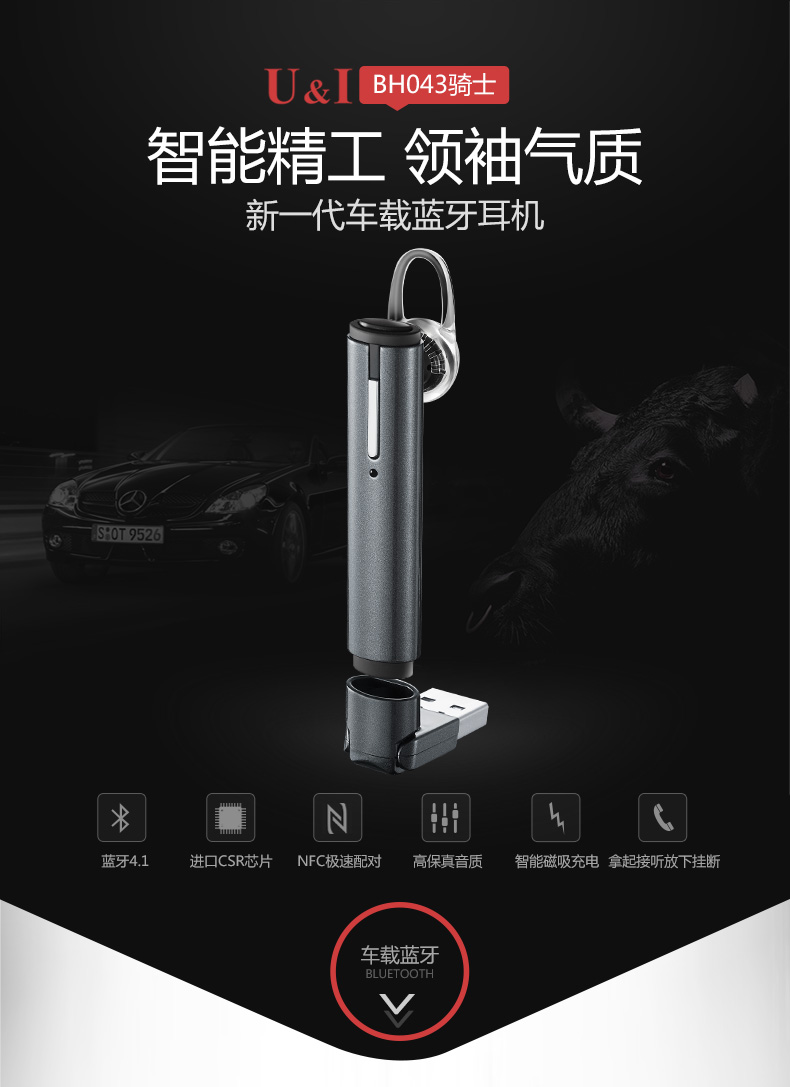 U&I BH043骑士
智能精工 领袖气质
新一代车载蓝牙耳机
S OT 9526
蓝牙4.1 进口CSR芯片 NFC极速配对 高保真音质 智能磁吸充电 拿起接听放下挂断
车载蓝牙
BLUETOOTH